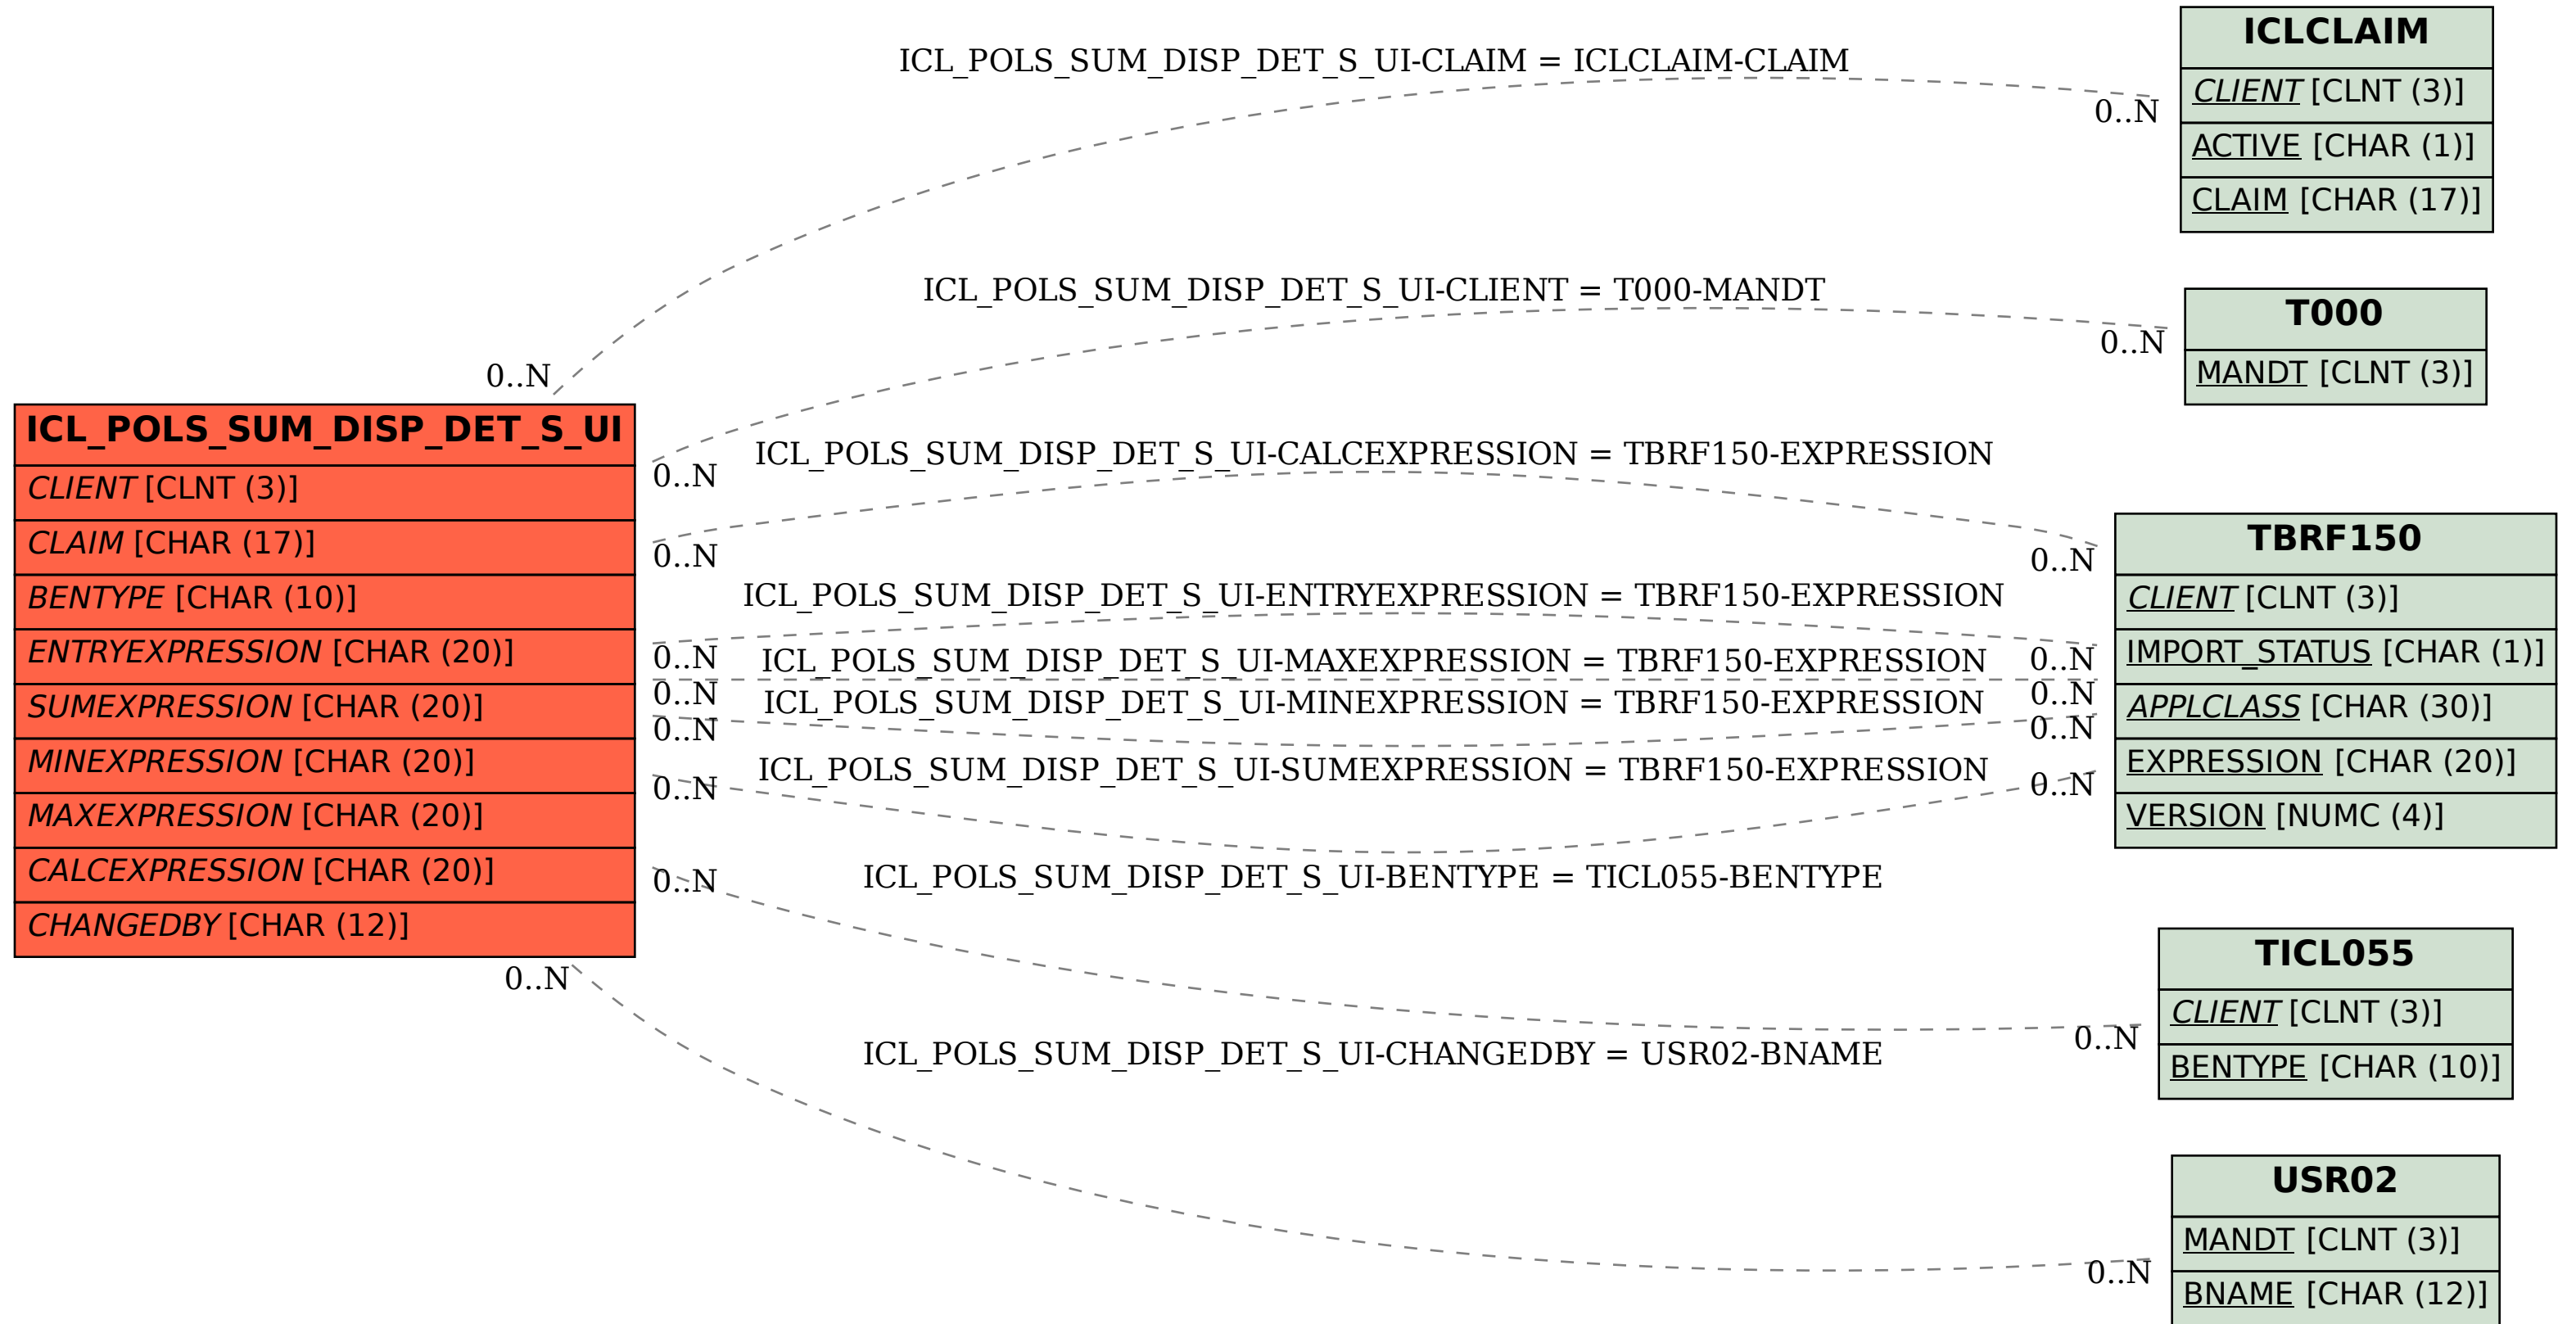 ICL_POLS_SUM_DISP_DET_S_UI
CLIENT [CLNT (3)]
CLAIM [CHAR (17)]
BENTYPE [CHAR (10)]
ENTRYEXPRESSION [CHAR (20)]
SUMEXPRESSION [CHAR (20)]
MINEXPRESSION [CHAR (20)]
MAXEXPRESSION [CHAR (20)]
CALCEXPRESSION [CHAR (20)]
CHANGEDBY [CHAR (12)]
ICL_POLS_SUM_DISP_DET_S_UI-CLAIM = ICLCLAIM-CLAIM
0..N
0..N
ICL_POLS_SUM_DISP_DET_S_UI-CLIENT = T000-MANDT
0..N
0..N
ICL_POLS_SUM_DISP_DET_S_UI-CALCEXPRESSION = TBRF150-EXPRESSION
0..N
0..N
ICL_POLS_SUM_DISP_DET_S_UI-ENTRYEXPRESSION = TBRF150-EXPRESSION
0..N
0..N
ICL_POLS_SUM_DISP_DET_S_UI-MAXEXPRESSION = TBRF150-EXPRESSION
0..N
0..N
ICL_POLS_SUM_DISP_DET_S_UI-MINEXPRESSION = TBRF150-EXPRESSION
0..N
0..N
ICL_POLS_SUM_DISP_DET_S_UI-SUMEXPRESSION = TBRF150-EXPRESSION
0..N
0..N
ICL_POLS_SUM_DISP_DET_S_UI-BENTYPE = TICL055-BENTYPE
0..N
0..N
ICL_POLS_SUM_DISP_DET_S_UI-CHANGEDBY = USR02-BNAME
0..N
0..N
ICLCLAIM
CLIENT [CLNT (3)]
ACTIVE [CHAR (1)]
CLAIM [CHAR (17)]
T000
MANDT [CLNT (3)]
TBRF150
CLIENT [CLNT (3)]
IMPORT_STATUS [CHAR (1)]
APPLCLASS [CHAR (30)]
EXPRESSION [CHAR (20)]
VERSION [NUMC (4)]
TICL055
CLIENT [CLNT (3)]
BENTYPE [CHAR (10)]
USR02
MANDT [CLNT (3)]
BNAME [CHAR (12)]